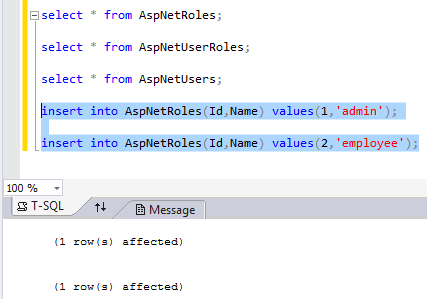 select * from AspNetRoles;
select * from AspNetUserRoles;
select * from AspNetUsers;
insert into AspNetRoles(Id,Name) values(1,'admin');
insert into AspNetRoles(Id,Name) values(2,'employee');
100 %
T-SQL Message
(1 row(s) affected)
(1 row(s) affected)